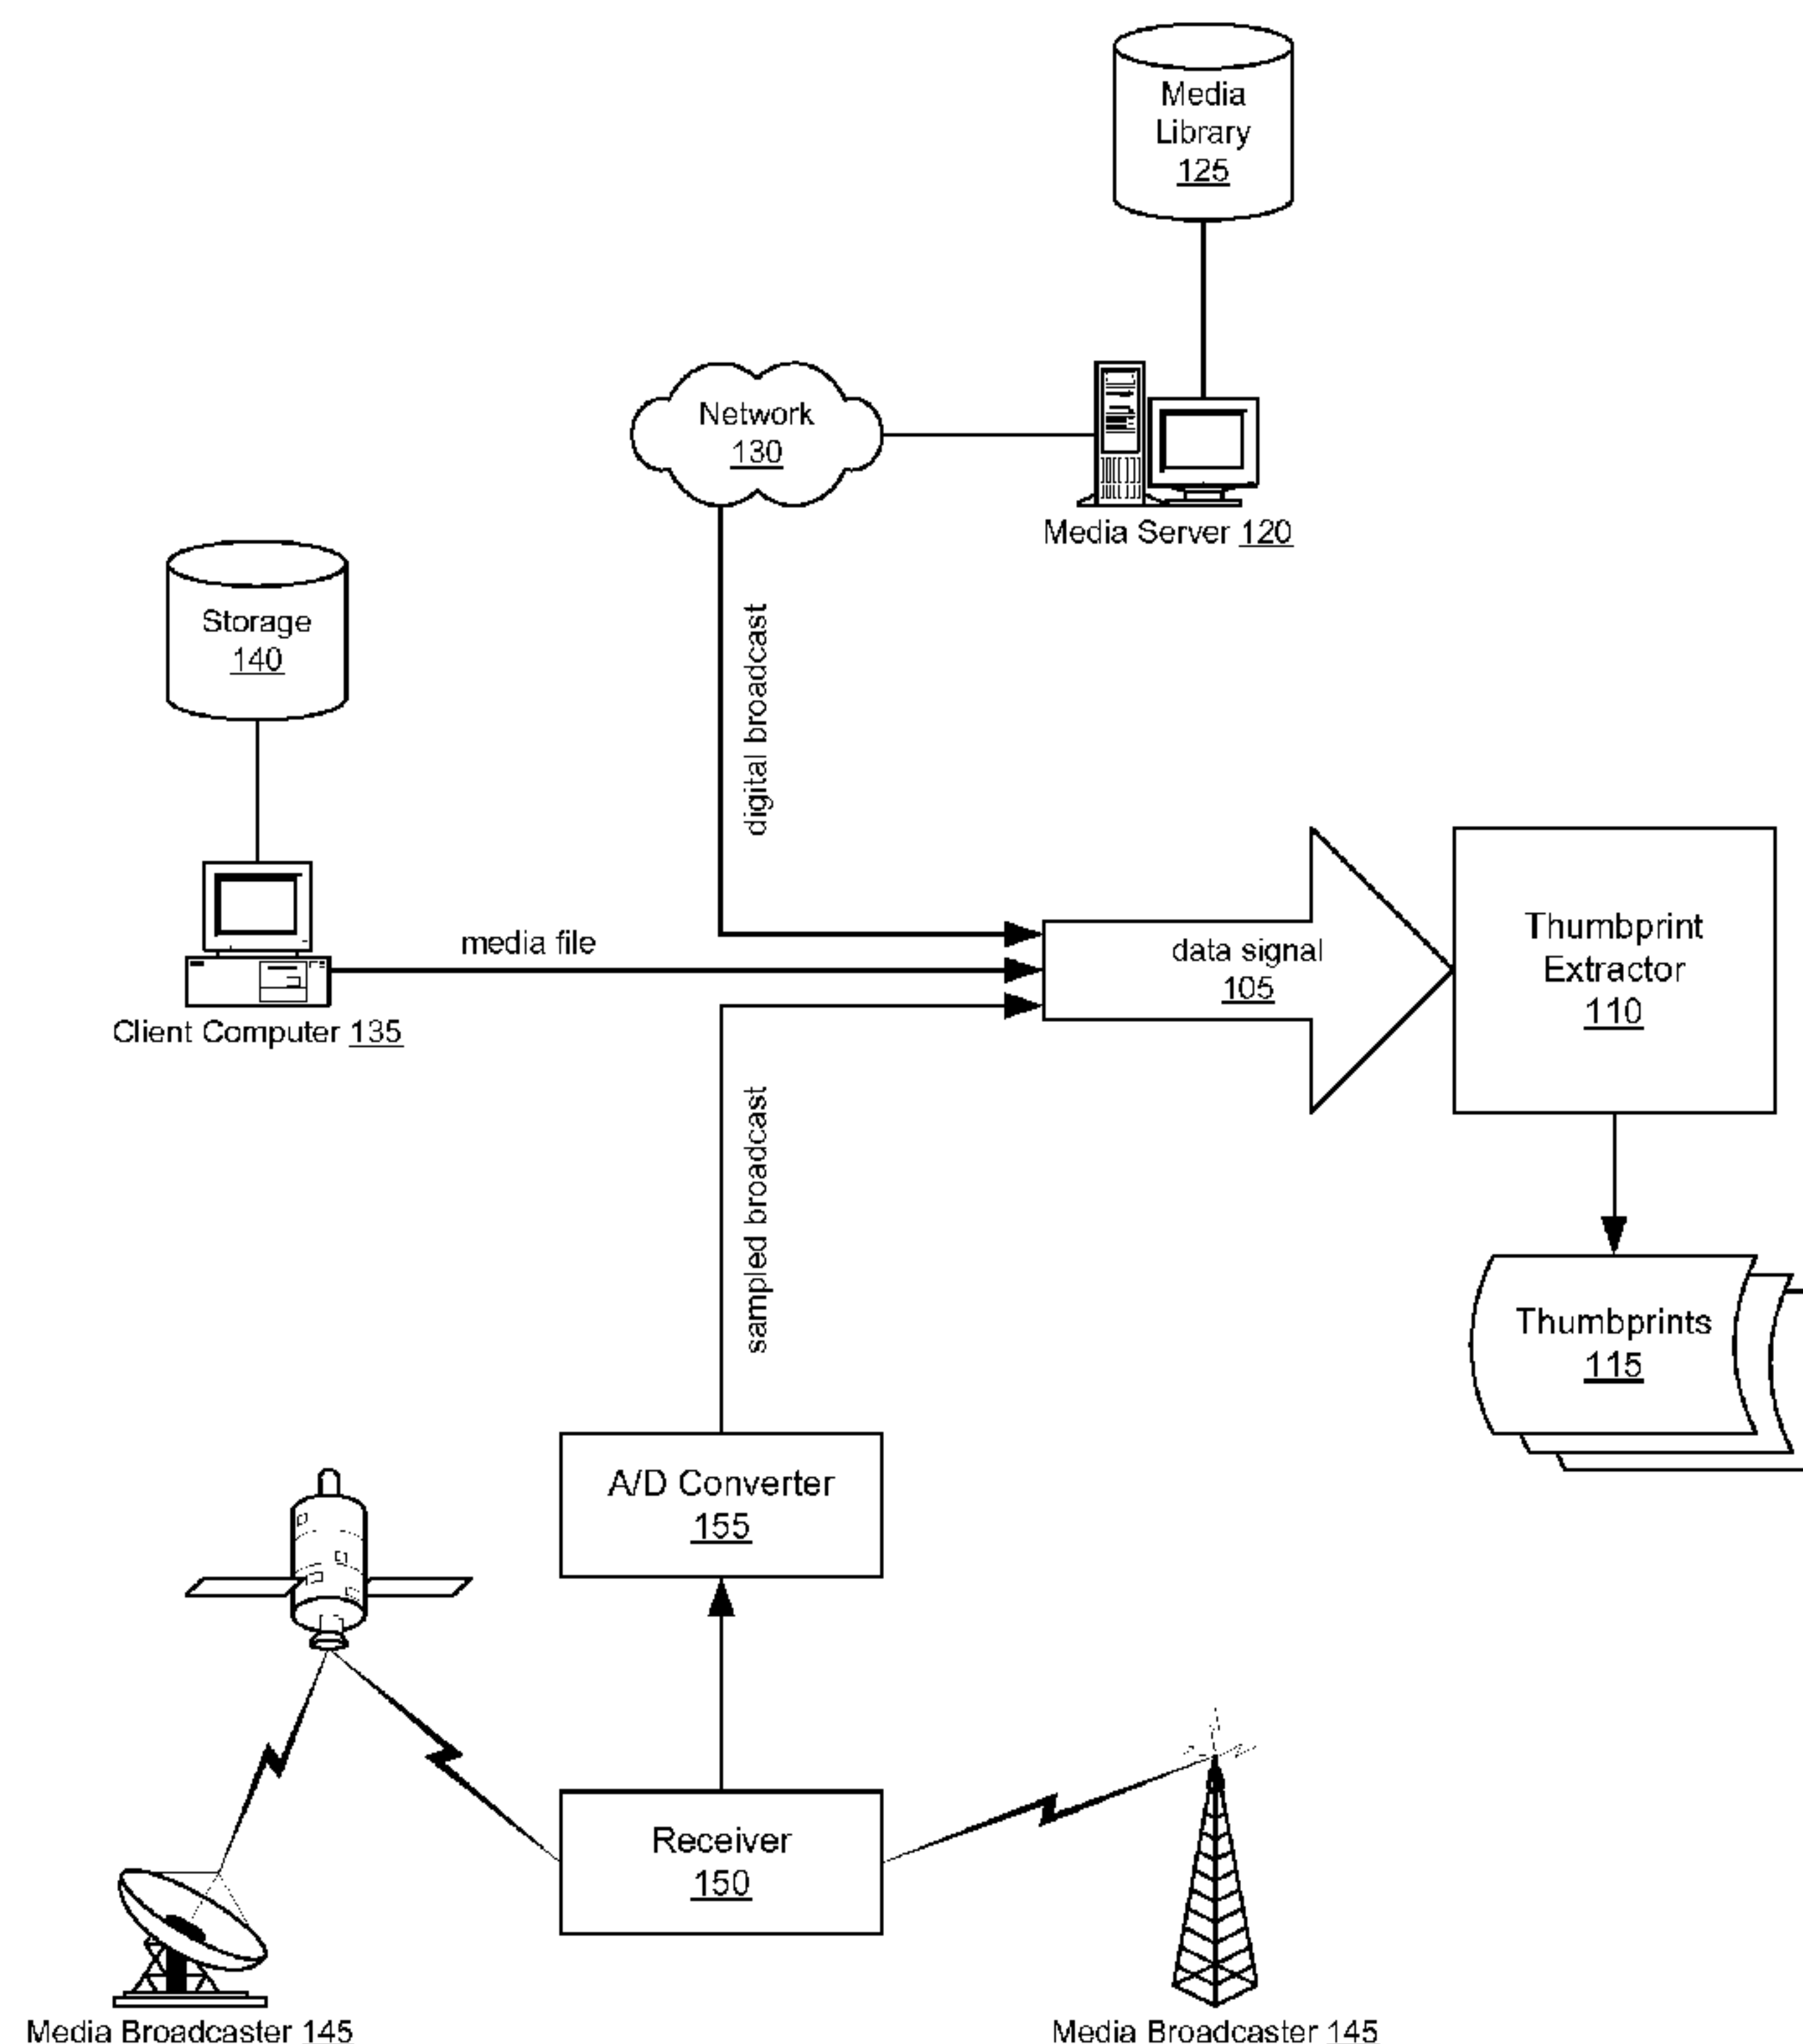 Media
Library
125
Network
130
Media Server 120
Storage
140
digital broadcast
Client Computer 135
media file
data signal
105
Thumbprint
Extractor
110
sampled broadcast
Thumbprints
115
A/D Converter
155
Receiver
150
Media Broadcaster 145
Media Broadcaster 145